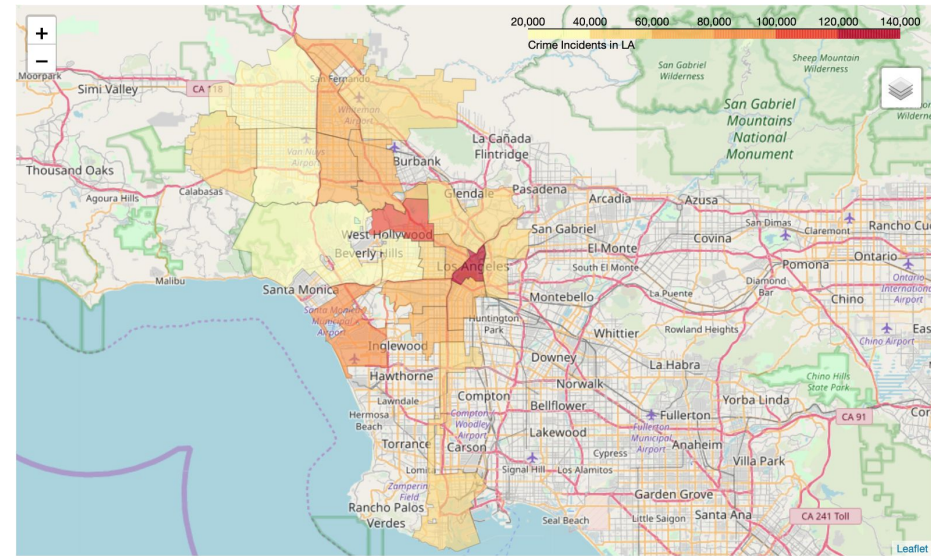 +
−
20,000 40,000 60,000 80,000 100,000 120,000 140,000
Crime Incidents in LA
San Gabriel
Wilderness
Sheep Mountain
Wilderness
Moorpark
Simi Valley
CA 118
San Fernando
Whiteman
Airport
San Gabriel
Mountains
National
Monument
La Cañada
Flintridge
Van Nuys
Airport
Burbank
Thousand Oaks
Agoura Hills
Calabasas
Glendale
Pasadena
Arcadia
Azusa
San Dimas
Claremont
Rancho Cu
West Hollywood
Beverly Hills
San Gabriel
Covina
El Monte
South El Monte
Pomona
Ontario
Los Angeles
Ontario
Internationa
Airport
Malibu
Santa Monica
Santa Monica
Municipal
Airport
Montebello
La Puente
Diamond
Bar
Chino
Huntington
Park
Whittier
Rowland Heights
Eas
Chino Airport
Inglewood
Downey
La Habra
Hawthorne
Norwalk
Chino Hills
State Park
Lawndale
Compton
Bellflower
Yorba Linda
Hermosa
Beach
Compton
Woodley
Airport
Fullerton
CA 91
Cor
Fullerton
Municipal
Airport
Torrance
Carson
Lakewood
Cypress
Anaheim
Villa Park
Lomita
Signal Hill
Los Alamitos
Zamperini
Field
Rancho Palos
Verdes
Garden Grove
Seal Beach
Little Saigon
Santa Ana
CA 241 Toll
Leaflet